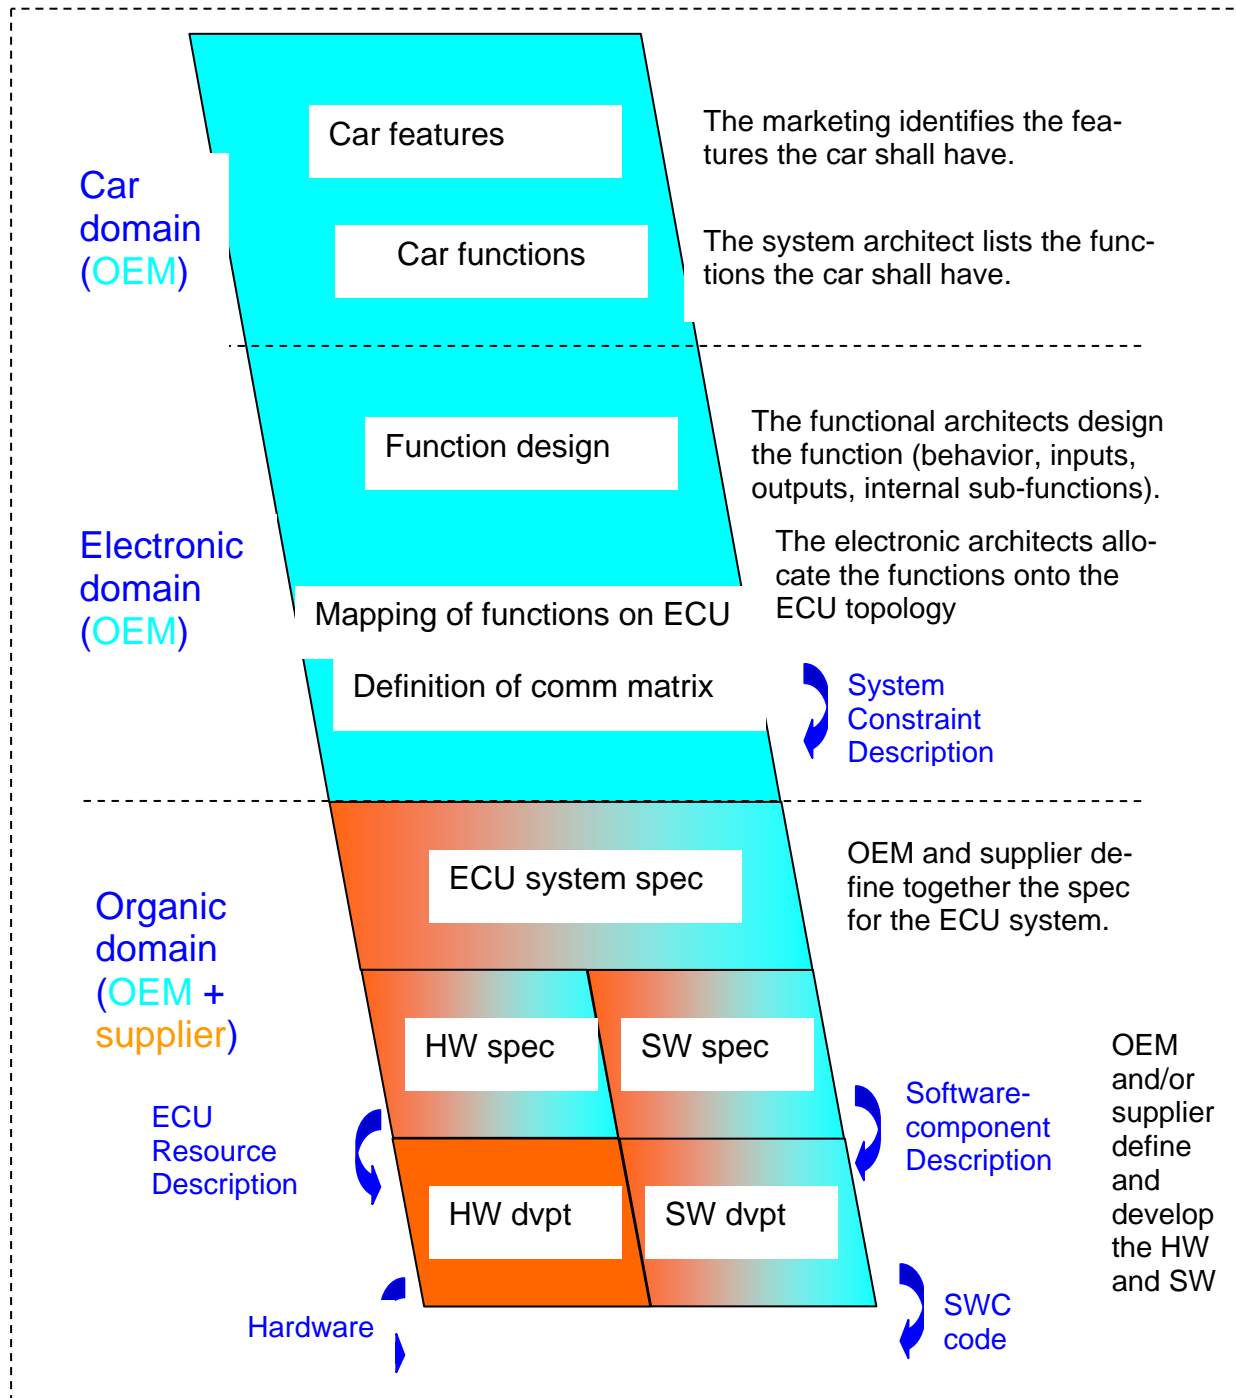 Car features
The marketing identifies the fea-
tures the car shall have.
Car
domain
(OEM)
Car functions
The system architect lists the func-
tions the car shall have.
Function design
The functional architects design
the function (behavior, inputs,
outputs, internal sub-functions).
Electronic
domain
(OEM)
The electronic architects allo-
cate the functions onto the
ECU topology
Mapping of functions on ECU
Definition of comm matrix
System
Constraint
Description
ECU system spec
OEM and supplier de-
fine together the spec
for the ECU system.
Organic
domain
(OEM +
supplier)
HW spec
SW spec
ECU
Resource
Description
Software-
component
Description
OEM
and/or
supplier
define
and
develop
the HW
and SW
HW dvpt
SW dvpt
Hardware
SWC
code